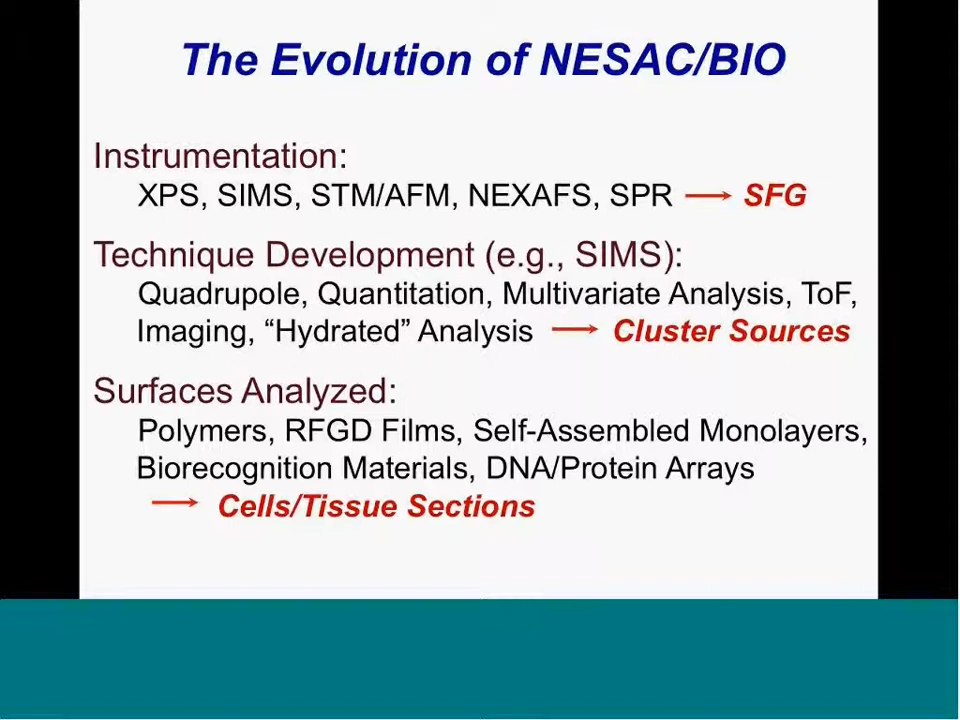 The Evolution of NESAC/BIO
Instrumentation:
XPS, SIMS, STM/AFM, NEXAFS, SPR → SFG
Technique Development (e.g., SIMS):
Quadrupole, Quantitation, Multivariate Analysis, ToF,
Imaging, “Hydrated” Analysis → Cluster Sources
Surfaces Analyzed:
Polymers, RFGD Films, Self-Assembled Monolayers,
Biorecognition Materials, DNA/Protein Arrays
→ Cells/Tissue Sections